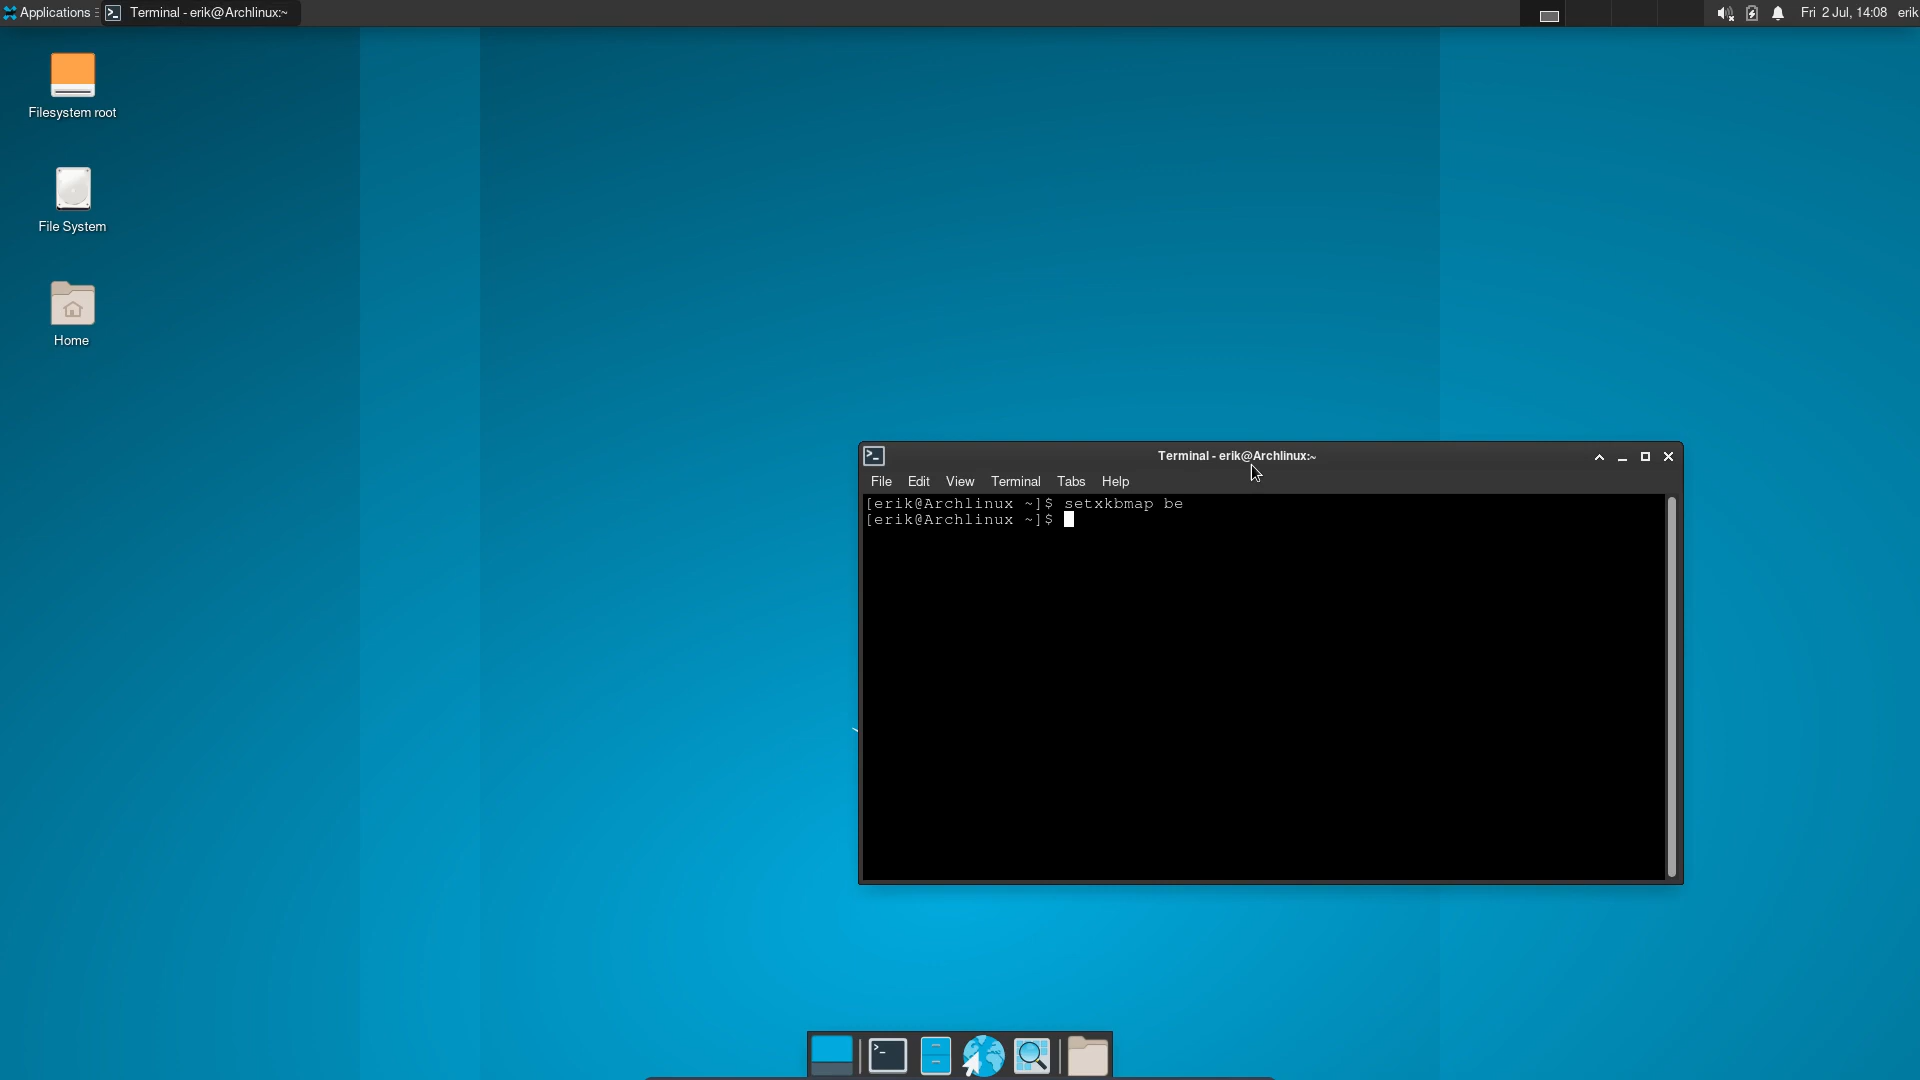 Applications
Terminal - erik@Archlinux:~
Fri 2 Jul, 14:08 erik
Filesystem root
File System
Home
Terminal - erik@Archlinux:~
File Edit View Terminal Tabs Help
[erik@Archlinux ~]$ setxkbmap be
[erik@Archlinux ~]$